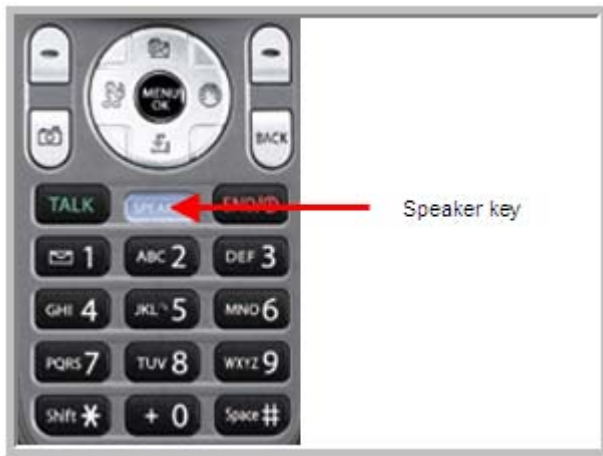 MENU
OK
BACK
TALK
Speaker key
1
ABC 2
DEF 3
GHI 4
JKL 5
MNO 6
PQRS 7
TUV 8
WXYZ 9
Shift *
+ 0
Space #